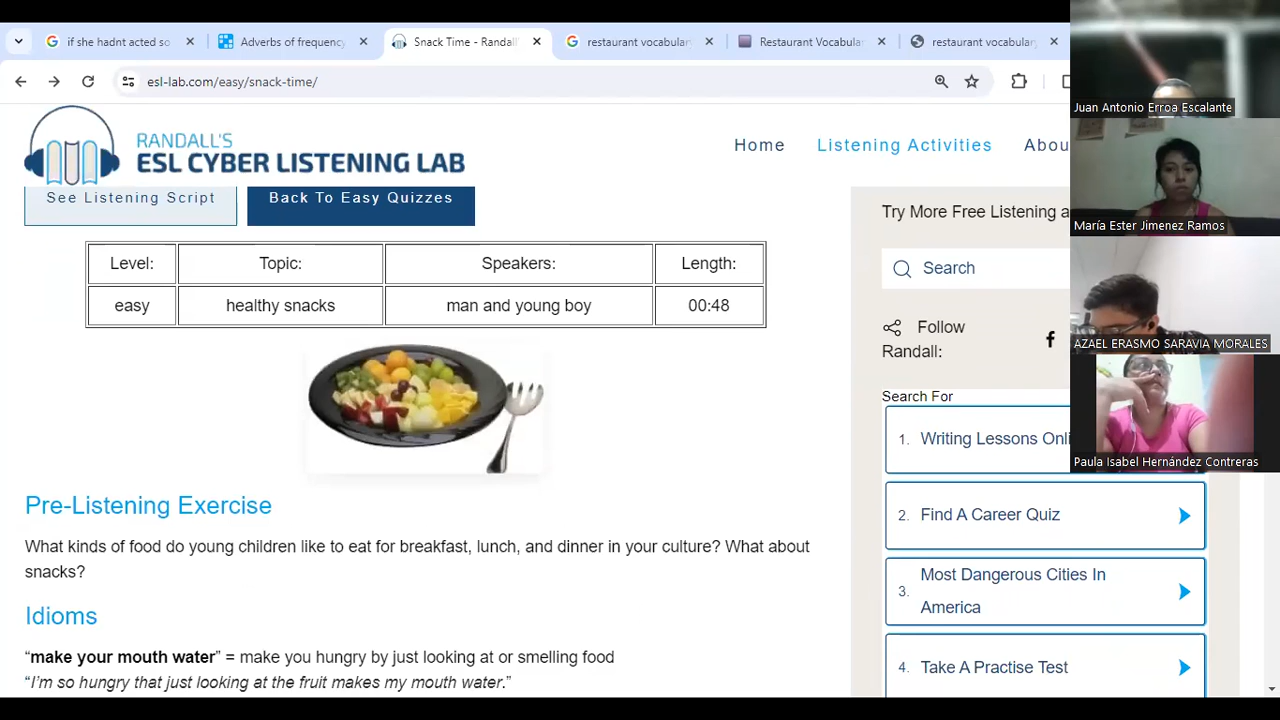 if she hadnt acted so
Adverbs of frequency
Snack Time - Randall'
restaurant vocabular
Restaurant Vocabula
restaurant vocabular
esl-lab.com/easy/snack-time/
RANDALL'S
ESL CYBER LISTENING LAB
Home
Listening Activities
Abou
See Listening Script
Back To Easy Quizzes
Level:
Topic:
Speakers:
Length:
easy
healthy snacks
man and young boy
00:48
Pre-Listening Exercise
What kinds of food do young children like to eat for breakfast, lunch, and dinner in your culture? What about
snacks?
Idioms
“make your mouth water” = make you hungry by just looking at or smelling food
“I’m so hungry that just looking at the fruit makes my mouth water.”
Try More Free Listening a
Search
Follow
Randall:
Search For
1. Writing Lessons Onli
2. Find A Career Quiz
3. Most Dangerous Cities In
America
4. Take A Practise Test
Juan Antonio Erroa Escalante
María Ester Jimenez Ramos
AZAEL ERASMO SARAVIA MORALES
Paula Isabel Hernández Contreras